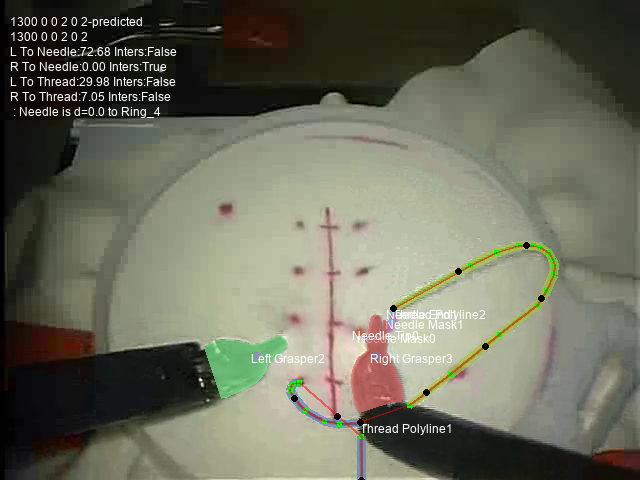 1300 0 0 2 0 2-predicted
1300 0 0 2 0 2
L To Needle:72.68 Inters:False
R To Needle:0.00 Inters:True
L To Thread:29.98 Inters:False
R To Thread:7.05 Inters:False
: Needle is d=0.0 to Ring_4
Needle Mask1
Left Grasper2
Right Grasper3
Thread Polyline1